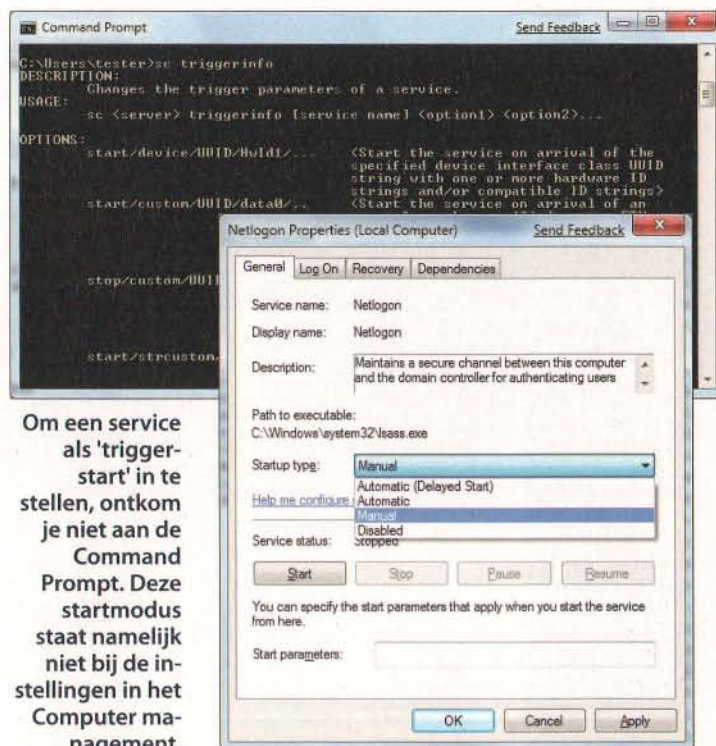 Command Prompt
Send Feedback
C:\Users\tester>sc triggerinfo
DESCRIPTION:
Changes the trigger parameters of a service.
USAGE:
sc <server> triggerinfo [service name] <option1> <option2>...
OPTIONS:
start/device/UUID/HwId1/... <Start the service on arrival of the
specified device interface class UUID
string with one or more hardware ID
strings and/or compatible ID strings>
start/custom/UUID/data0/.. <Start the service on arrival of an
stop/custom/UUI
start/strcustom/
Netlogon Properties (Local Computer)
Send Feedback
General
Log On
Recovery
Dependencies
Service name: Netlogon
Display name: Netlogon
Description: Maintains a secure channel between this computer
and the domain controller for authenticating users
Path to executable:
C:\Windows\system32\lsass.exe
Startup type: Manual
Automatic (Delayed Start)
Help me configure
Automatic
Manual
Disabled
Service status: Stopped
Start
Stop
Pause
Resume
You can specify the start parameters that apply when you start the service
from here.
Start parameters:
OK
Cancel
Apply
Om een service
als 'trigger-
start' in te
stellen, ontkom
je niet aan de
Command
Prompt. Deze
startmodus
staat namelijk
niet bij de in-
stellingen in het
Computer ma-
nagement.